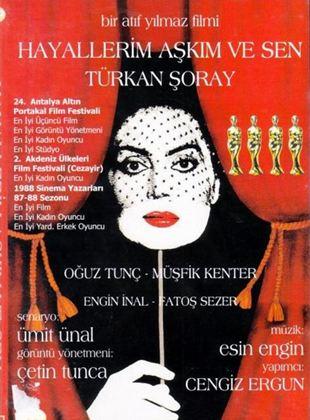 bir atıf yılmaz filmi
HAYALLERİM AŞKIM VE SEN
TÜRKAN ŞORAY
24. Antalya Altın
Portakal Film Festivali
En İyi Üçüncü Film
En İyi Görüntü Yönetmeni
En İyi Kadın Oyuncu
En İyi Stüdyo
2. Akdeniz Ülkeleri
Film Festivali (Cezayir)
En İyi Kadın Oyuncu
1988 Sinema Yazarları
87-88 Sezonu
En İyi Film
En İyi Kadın Oyuncu
En İyi Yard. Erkek Oyuncu
OĞUZ TUNÇ - MÜŞFİK KENTER
ENGİN İNAL - FATOŞ SEZER
senaryo:
ümit ünal
görüntü yönetmeni:
çetin tunca
müzik:
esin engin
yapımcı:
CENGİZ ERGUN